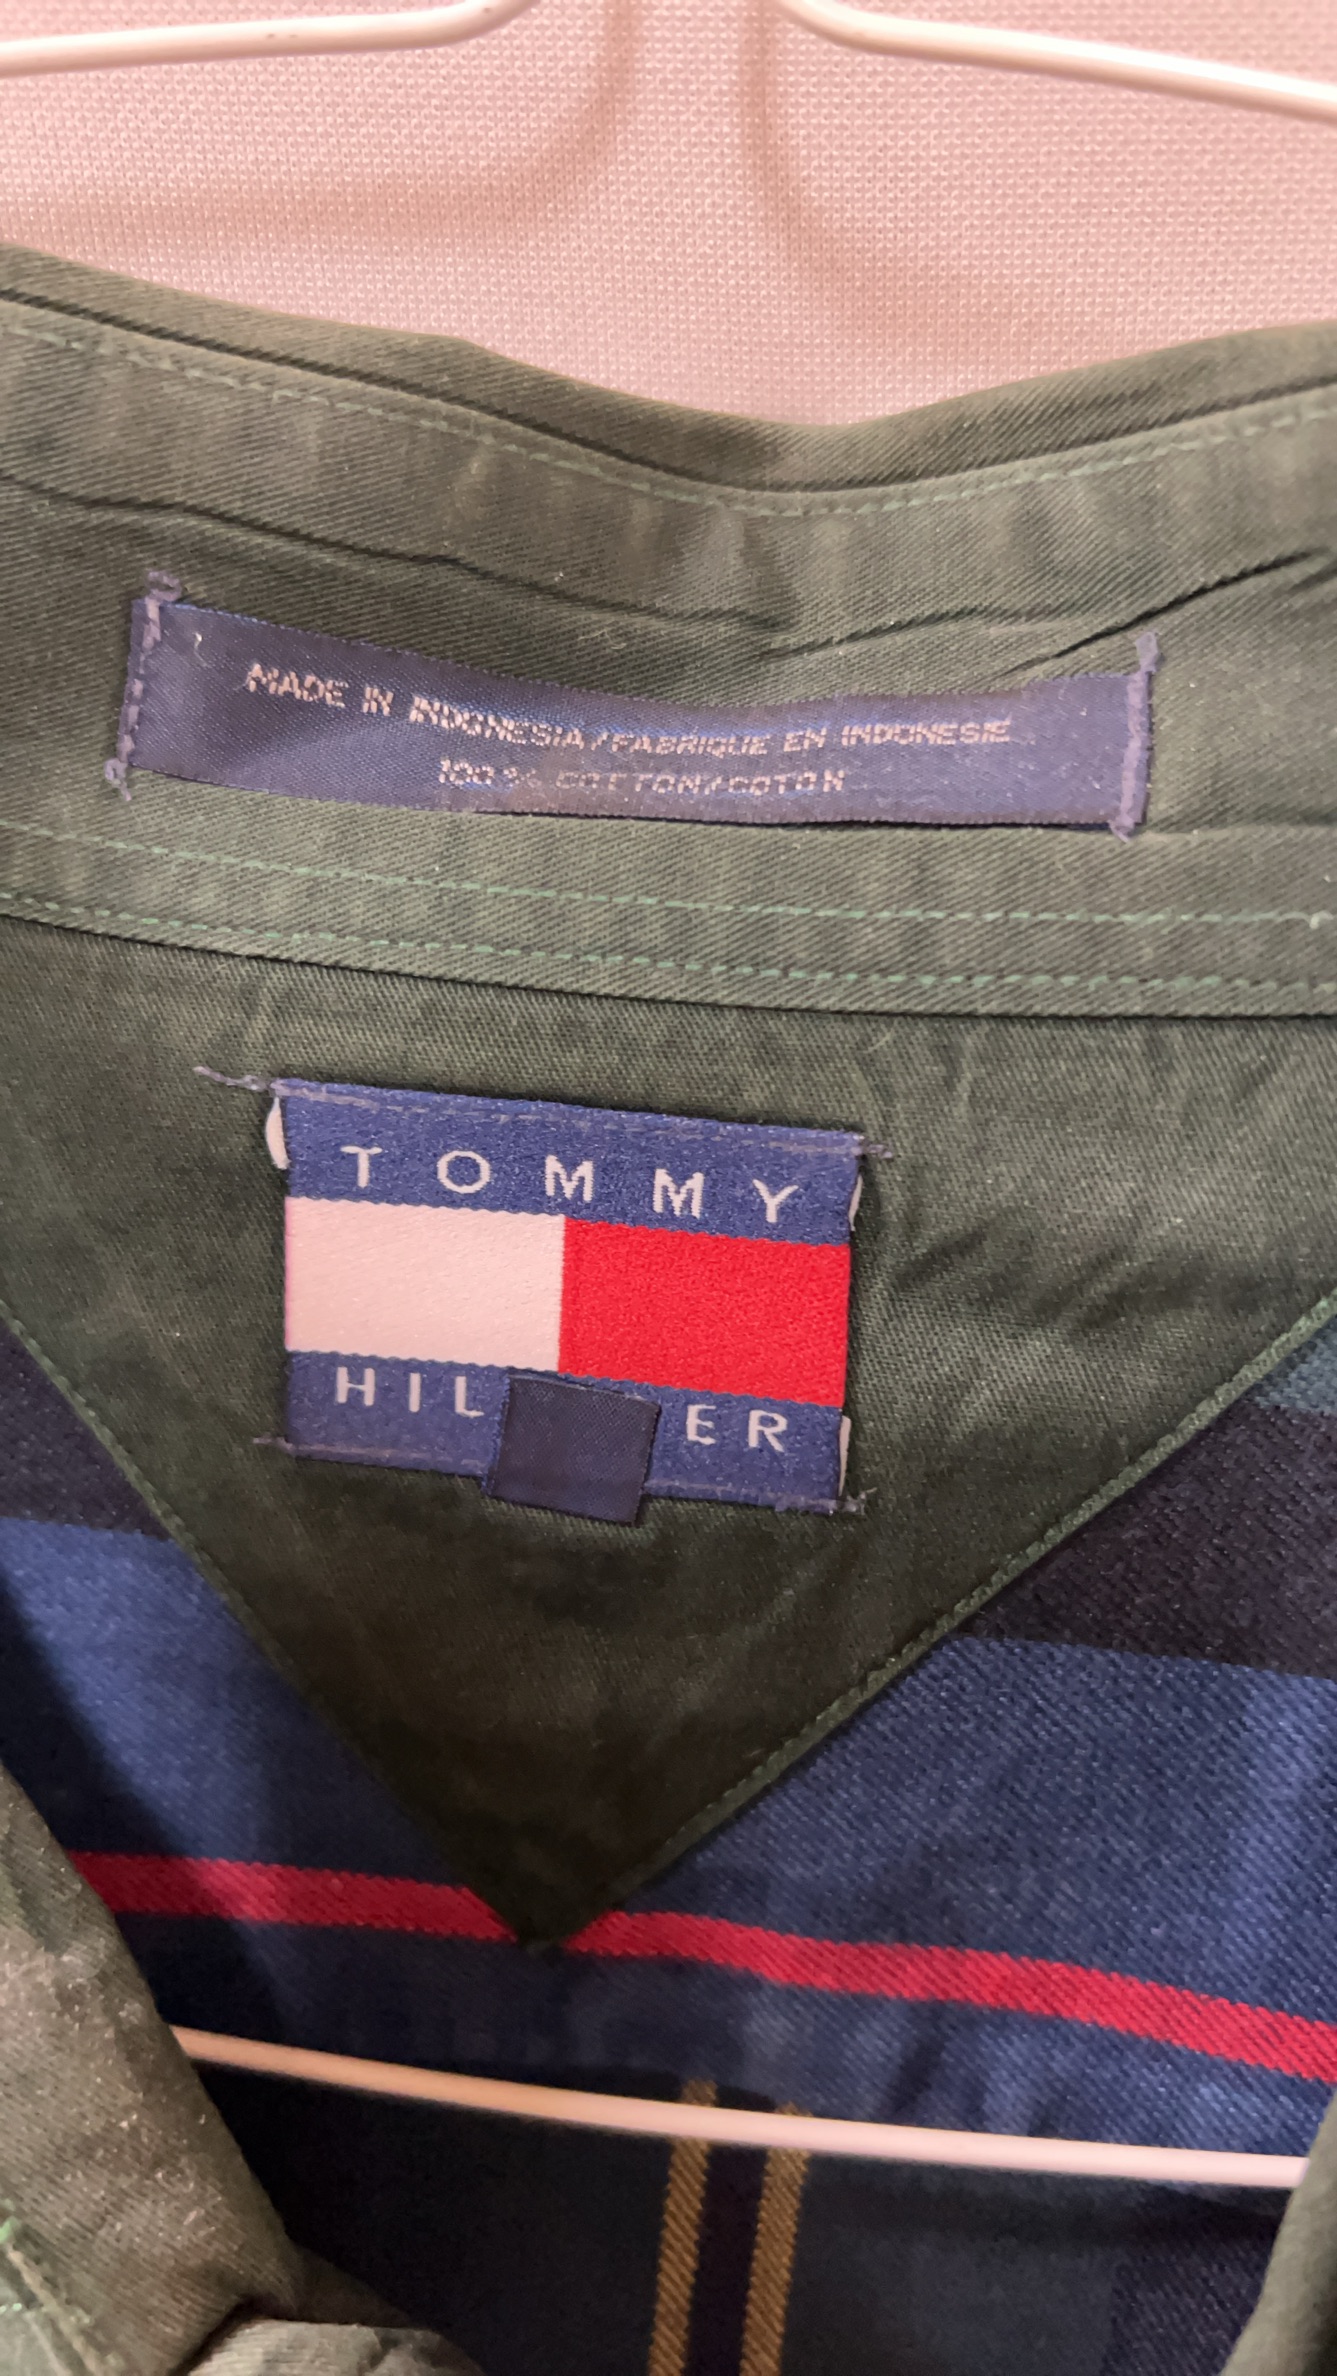 MADE IN INDONESIA/FABRIQUE EN INDONESIE
100% COTTON/COTON
TOMMY
HIL ER